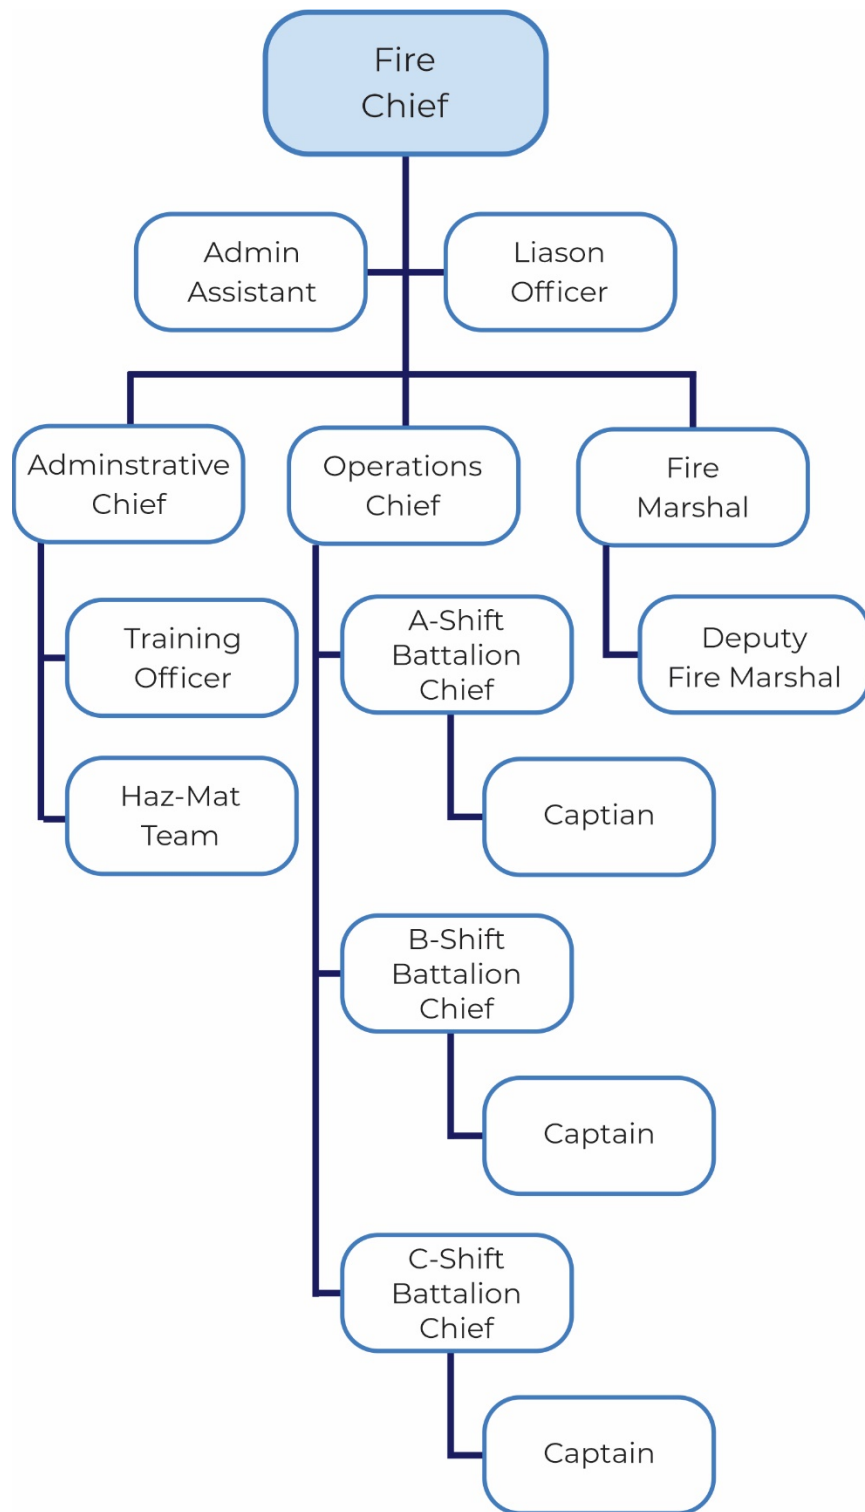 Fire
Chief
Admin
Assistant
Liason
Officer
Adminstrative
Chief
Operations
Chief
Fire
Marshal
Training
Officer
Haz-Mat
Team
A-Shift
Battalion
Chief
Captian
Deputy
Fire Marshal
B-Shift
Battalion
Chief
Captain
C-Shift
Battalion
Chief
Captain